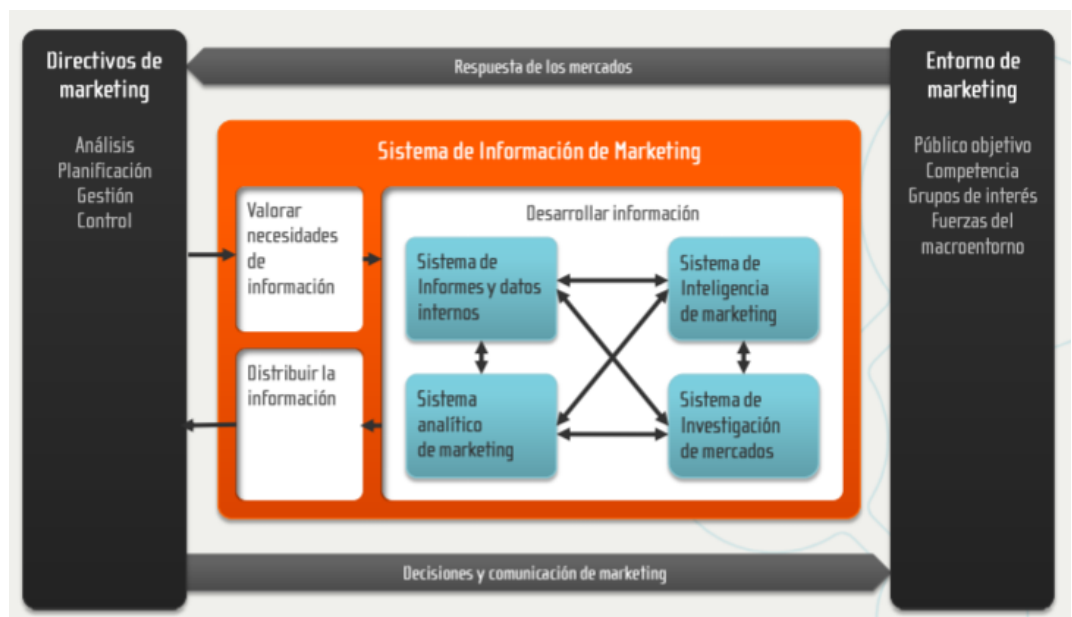 Directivos de
marketing
Análisis
Planificación
Gestión
Control
Respuesta de los mercados
Entorno de
marketing
Público objetivo
Competencia
Grupos de interés
Fuerzas del
macroentorno
Sistema de Información de Marketing
Valorar
necesidades
de
información
Distribuir la
información
Desarrollar información
Sistema de
Informes y datos
internos
Sistema de
Inteligencia
de marketing
Sistema
analítico
de marketing
Sistema de
Investigación
de mercados
Decisiones y comunicación de marketing